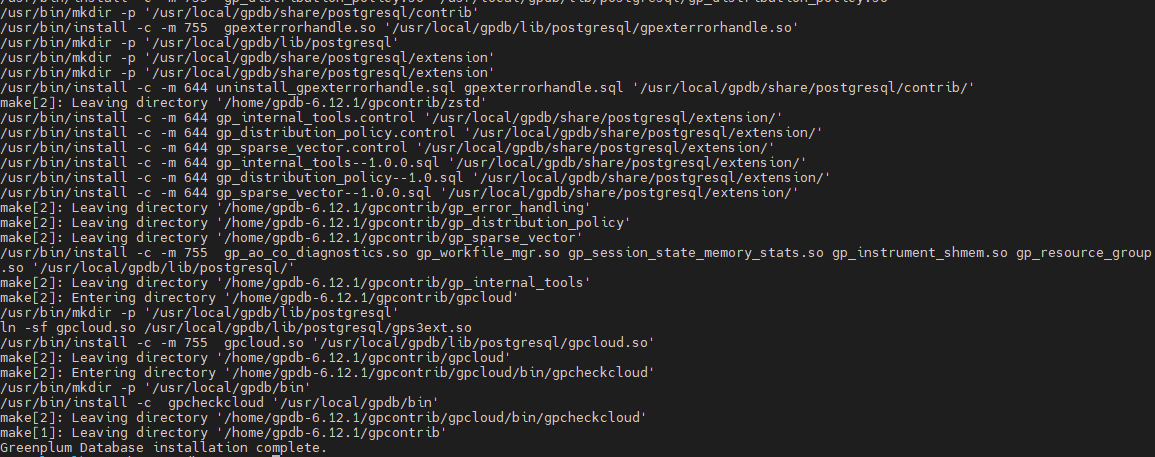 /usr/bin/install -c -m 755 gp_distribution_policy.so '/usr/local/gpdb/lib/postgresql/gp_distribution_policy.so'
/usr/bin/mkdir -p '/usr/local/gpdb/share/postgresql/contrib'
/usr/bin/install -c -m 755  gpexterrorhandle.so '/usr/local/gpdb/lib/postgresql/gpexterrorhandle.so'
/usr/bin/mkdir -p '/usr/local/gpdb/lib/postgresql'
/usr/bin/mkdir -p '/usr/local/gpdb/share/postgresql/extension'
/usr/bin/mkdir -p '/usr/local/gpdb/share/postgresql/extension'
/usr/bin/install -c -m 644 uninstall_gpexterrorhandle.sql gpexterrorhandle.sql '/usr/local/gpdb/share/postgresql/contrib/'
make[2]: Leaving directory '/home/gpdb-6.12.1/gpcontrib/zstd'
/usr/bin/install -c -m 644 gp_internal_tools.control '/usr/local/gpdb/share/postgresql/extension/'
/usr/bin/install -c -m 644 gp_distribution_policy.control '/usr/local/gpdb/share/postgresql/extension/'
/usr/bin/install -c -m 644 gp_sparse_vector.control '/usr/local/gpdb/share/postgresql/extension/'
/usr/bin/install -c -m 644 gp_internal_tools--1.0.0.sql '/usr/local/gpdb/share/postgresql/extension/'
/usr/bin/install -c -m 644 gp_distribution_policy--1.0.sql '/usr/local/gpdb/share/postgresql/extension/'
/usr/bin/install -c -m 644 gp_sparse_vector--1.0.0.sql '/usr/local/gpdb/share/postgresql/extension/'
make[2]: Leaving directory '/home/gpdb-6.12.1/gpcontrib/gp_error_handling'
make[2]: Leaving directory '/home/gpdb-6.12.1/gpcontrib/gp_distribution_policy'
make[2]: Leaving directory '/home/gpdb-6.12.1/gpcontrib/gp_sparse_vector'
/usr/bin/install -c -m 755  gp_ao_co_diagnostics.so gp_workfile_mgr.so gp_session_state_memory_stats.so gp_instrument_shmem.so gp_resource_group
.so '/usr/local/gpdb/lib/postgresql/'
make[2]: Leaving directory '/home/gpdb-6.12.1/gpcontrib/gp_internal_tools'
make[2]: Entering directory '/home/gpdb-6.12.1/gpcontrib/gpcloud'
/usr/bin/mkdir -p '/usr/local/gpdb/lib/postgresql'
ln -sf gpcloud.so /usr/local/gpdb/lib/postgresql/gps3ext.so
/usr/bin/install -c -m 755  gpcloud.so '/usr/local/gpdb/lib/postgresql/gpcloud.so'
make[2]: Leaving directory '/home/gpdb-6.12.1/gpcontrib/gpcloud'
make[2]: Entering directory '/home/gpdb-6.12.1/gpcontrib/gpcloud/bin/gpcheckcloud'
/usr/bin/mkdir -p '/usr/local/gpdb/bin'
/usr/bin/install -c  gpcheckcloud '/usr/local/gpdb/bin'
make[2]: Leaving directory '/home/gpdb-6.12.1/gpcontrib/gpcloud/bin/gpcheckcloud'
make[1]: Leaving directory '/home/gpdb-6.12.1/gpcontrib'
Greenplum Database installation complete.